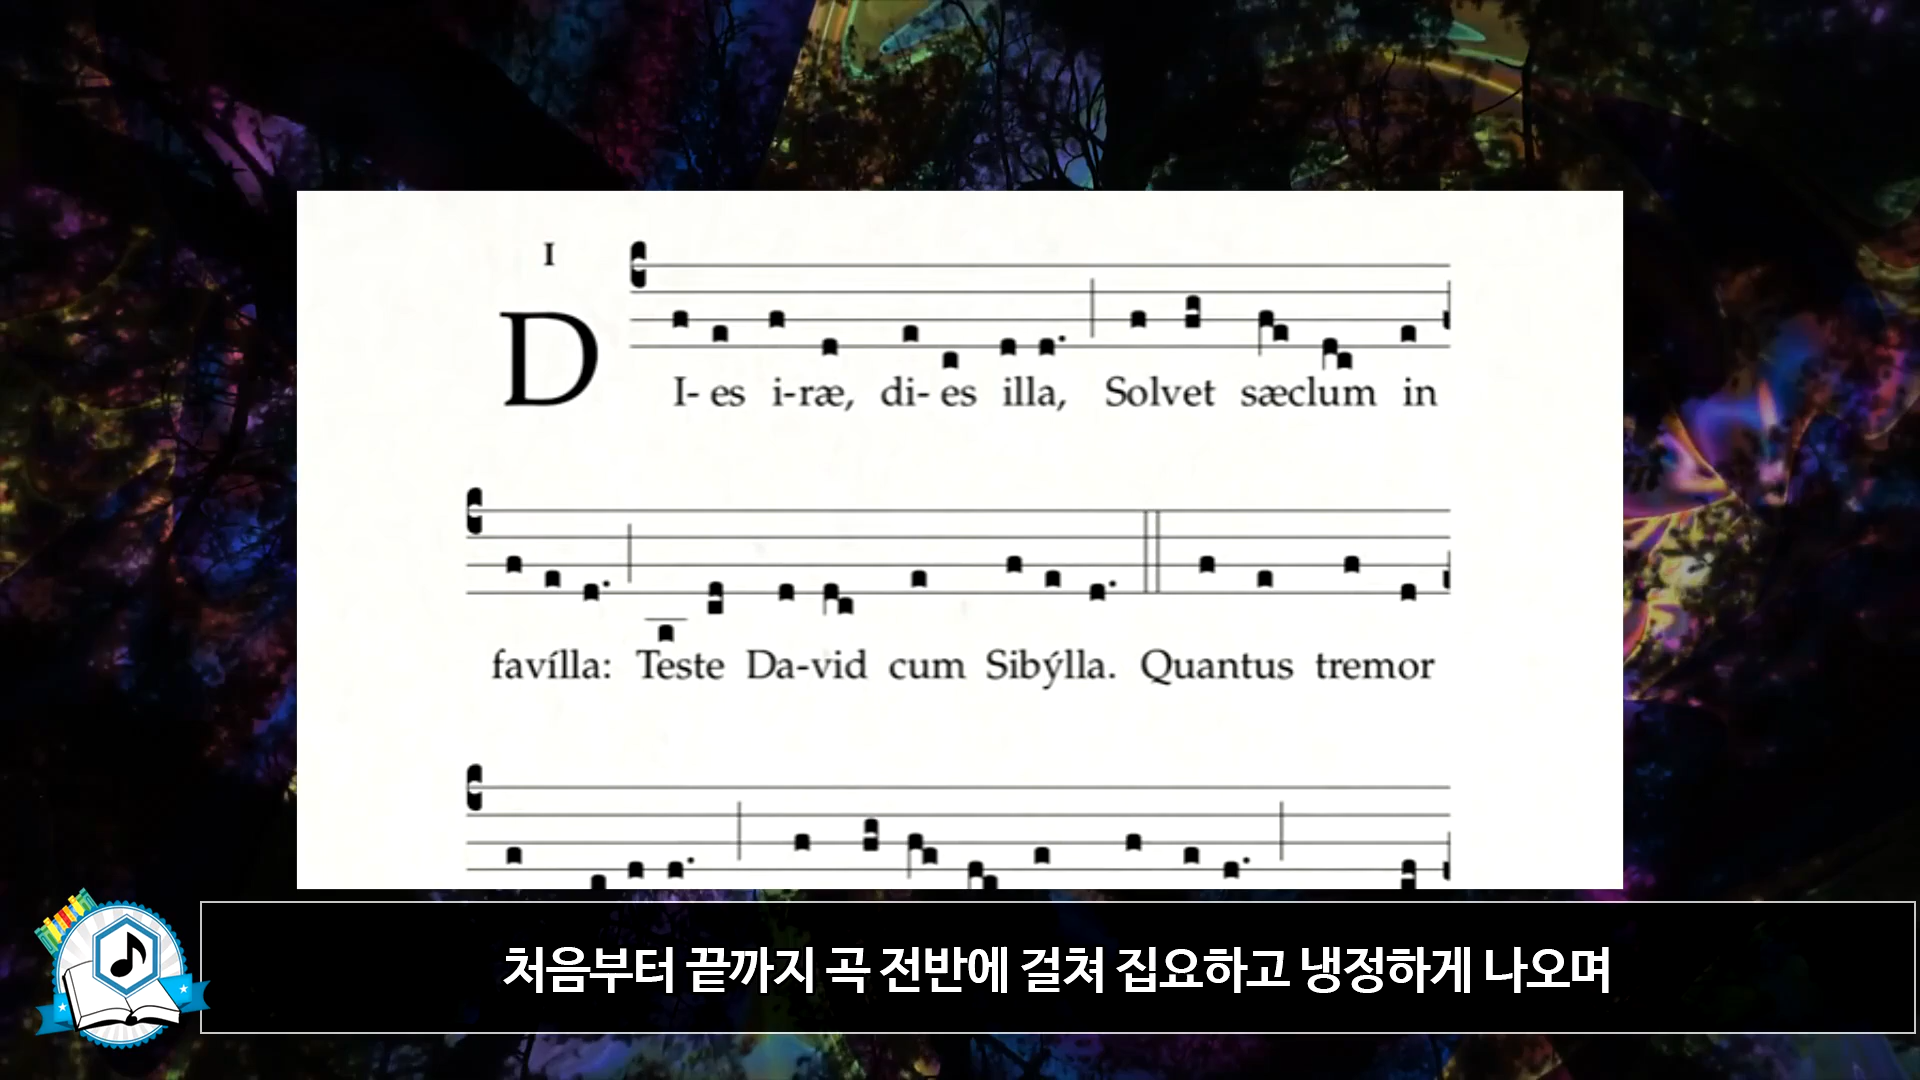 I
DI-es i-ræ, di-es illa, Solvet sæclum in
favílla: Teste Da-vid cum Sibýlla. Quantus tremor
처음부터 끝까지 곡 전반에 걸쳐 집요하고 냉정하게 나오며